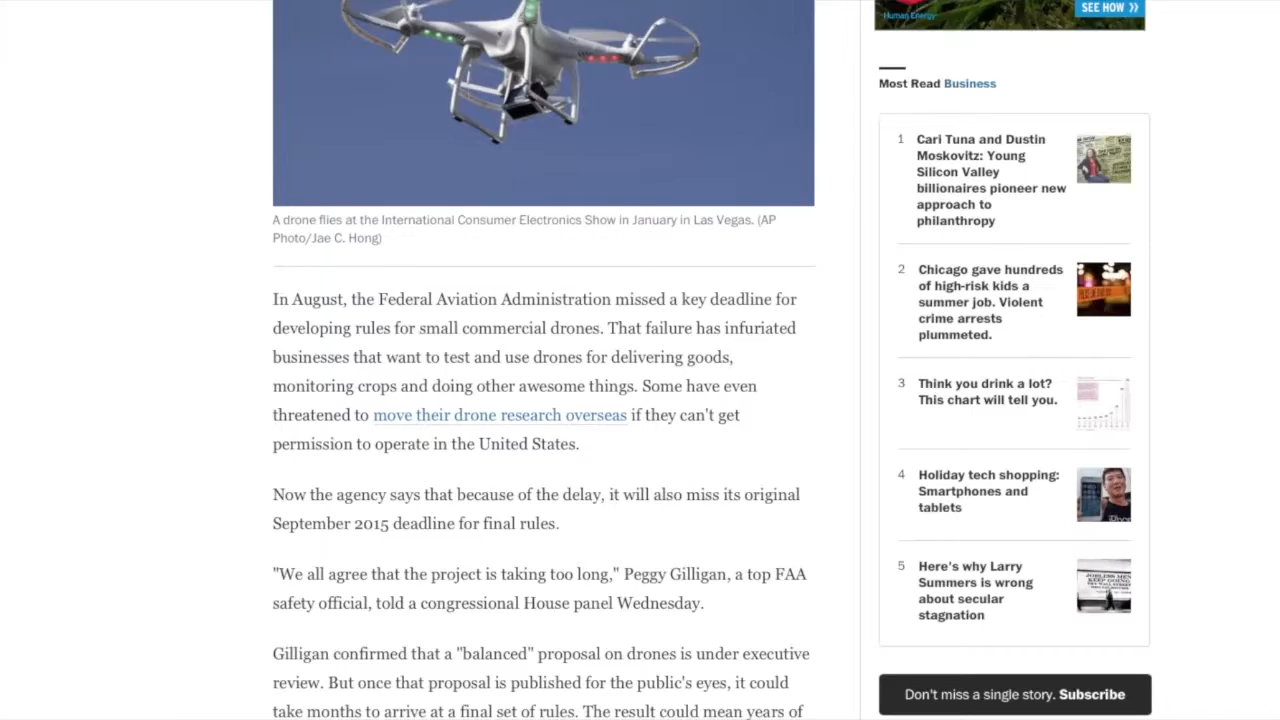 Human Energy·
SEE HOW ⟩⟩
A drone flies at the International Consumer Electronics Show in January in Las Vegas. (AP
Photo/Jae C. Hong)
In August, the Federal Aviation Administration missed a key deadline for
developing rules for small commercial drones. That failure has infuriated
businesses that want to test and use drones for delivering goods,
monitoring crops and doing other awesome things. Some have even
threatened to move their drone research overseas if they can't get
permission to operate in the United States.
Now the agency says that because of the delay, it will also miss its original
September 2015 deadline for final rules.
"We all agree that the project is taking too long," Peggy Gilligan, a top FAA
safety official, told a congressional House panel Wednesday.
Gilligan confirmed that a "balanced" proposal on drones is under executive
review. But once that proposal is published for the public's eyes, it could
take months to arrive at a final set of rules. The result could mean years of
Most Read Business
1 Cari Tuna and Dustin
Moskovitz: Young
Silicon Valley
billionaires pioneer new
approach to
philanthropy
2 Chicago gave hundreds
of high-risk kids a
summer job. Violent
crime arrests
plummeted.
3 Think you drink a lot?
This chart will tell you.
4 Holiday tech shopping:
Smartphones and
tablets
5 Here's why Larry
Summers is wrong
about secular
stagnation
JOBLESS MEN
KEEP GOING
Don't miss a single story. Subscribe